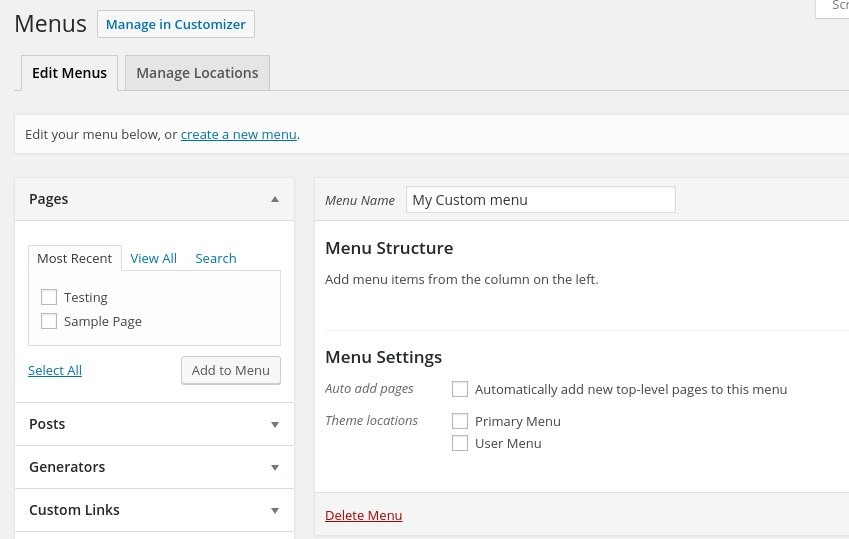 Menus Manage in Customizer
Scr
Edit Menus Manage Locations
Edit your menu below, or create a new menu.
Pages
Menu Name My Custom menu
Most Recent View All Search
Testing
Sample Page
Select All Add to Menu
Posts
Generators
Custom Links
Menu Structure
Add menu items from the column on the left.
Menu Settings
Auto add pages Automatically add new top-level pages to this menu
Theme locations Primary Menu
User Menu
Delete Menu